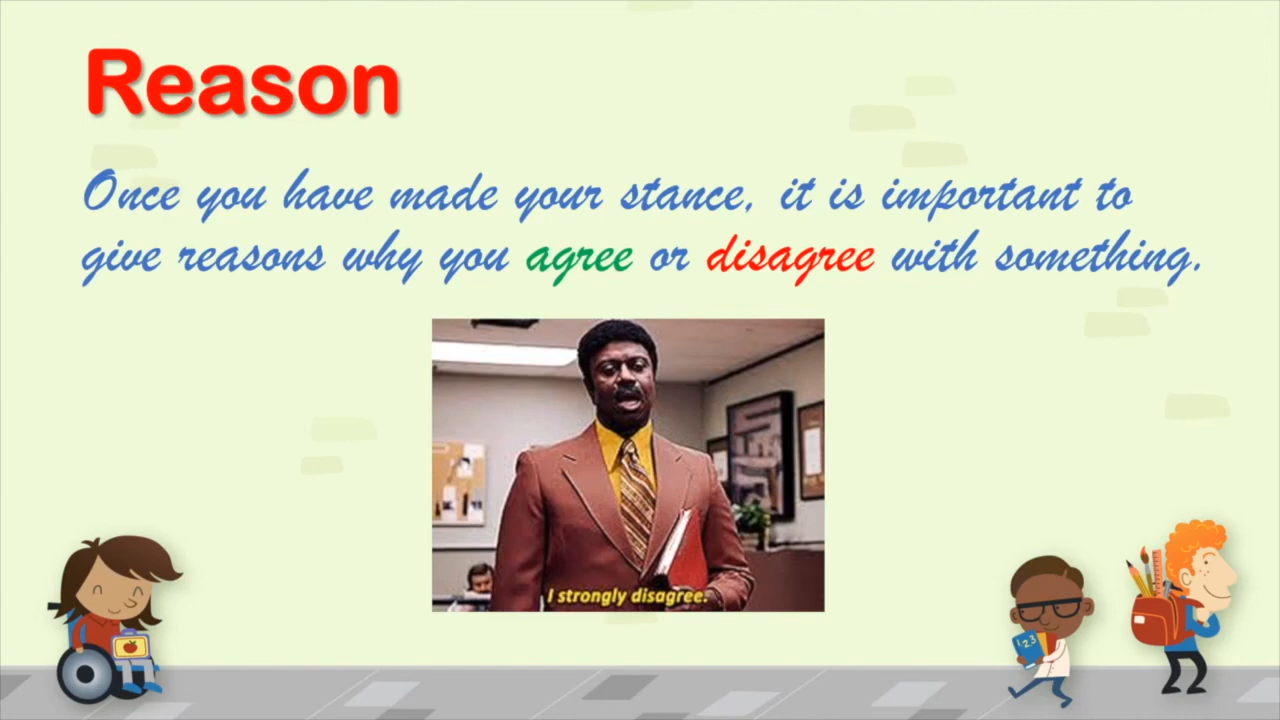 Reason
Once you have made your stance, it is important to
give reasons why you agree or disagree with something.
I strongly disagree.
123